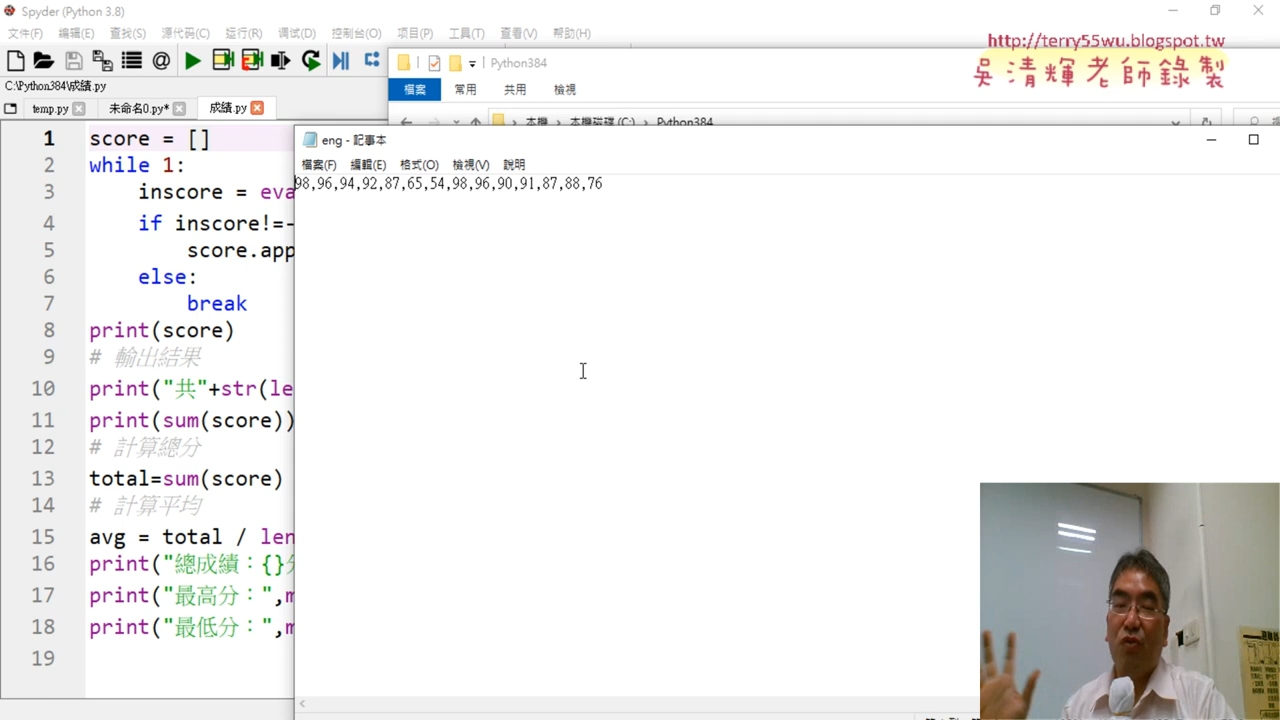 Spyder (Python 3.8)
文件(F) 编辑(E) 查找(S) 源代码(C) 运行(R) 调试(D) 控制台(O) 项目(P) 工具(T) 查看(V) 帮助(H)
http://terry55wu.blogspot.tw
吳清輝老師錄製
Python384
C:\Python384\成績.py
檔案 常用 共用 檢視
temp.py 未命名0.py* 成績.py
本機 本機磁碟 (C:) Python384
eng - 記事本
檔案(F) 編輯(E) 格式(O) 檢視(V) 說明
98,96,94,92,87,65,54,98,96,90,91,87,88,76
1 score = []
2 while 1:
3 inscore = eva
4 if inscore!=-
5 score.app
6 else:
7 break
8 print(score)
9 # 輸出結果
10 print("共"+str(le
11 print(sum(score))
12 # 計算總分
13 total=sum(score)
14 # 計算平均
15 avg = total / len
16 print("總成績：{}分
17 print("最高分：",m
18 print("最低分：",m
19